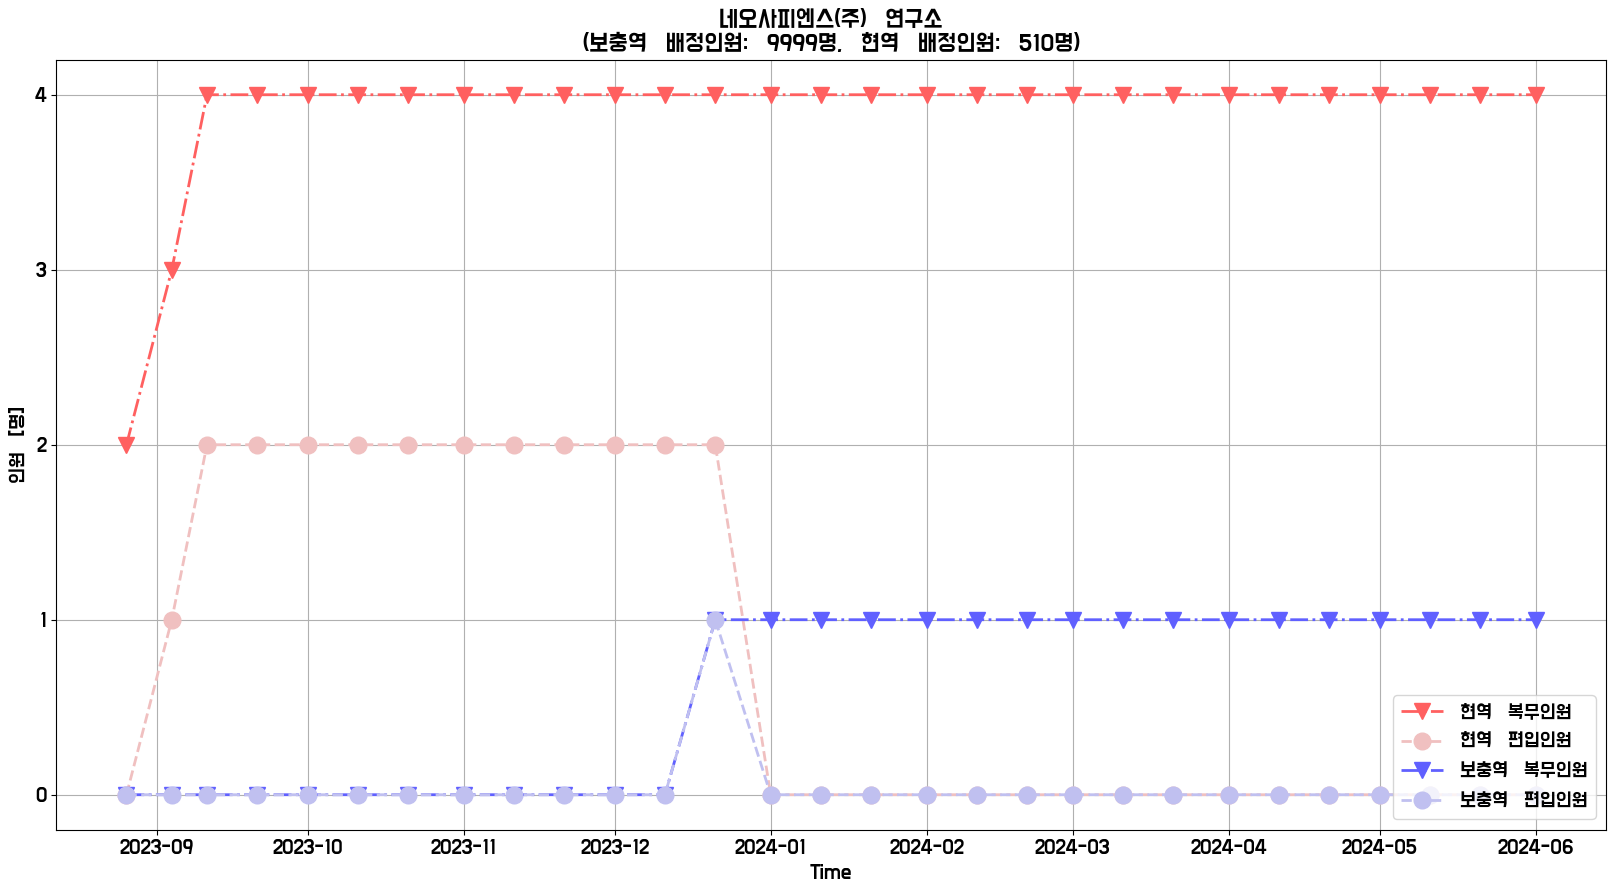 네오사피엔스(주) 연구소
(보충역 배정인원: 9999명, 현역 배정인원: 510명)
4
3
2
1
0
인원 [명]
2023-09 2023-10 2023-11 2023-12 2024-01 2024-02 2024-03 2024-04 2024-05 2024-06
Time
현역 복무인원
현역 편입인원
보충역 복무인원
보충역 편입인원